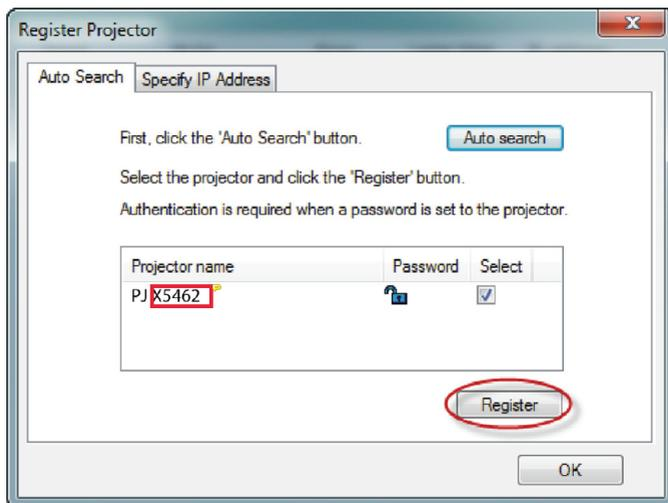 Register Projector
X
Auto Search
Specify IP Address
First, click the 'Auto Search' button.
Auto search
Select the projector and click the 'Register' button.
Authentication is required when a password is set to the projector.
Projector name
Password
Select
PJ X5462
Register
OK